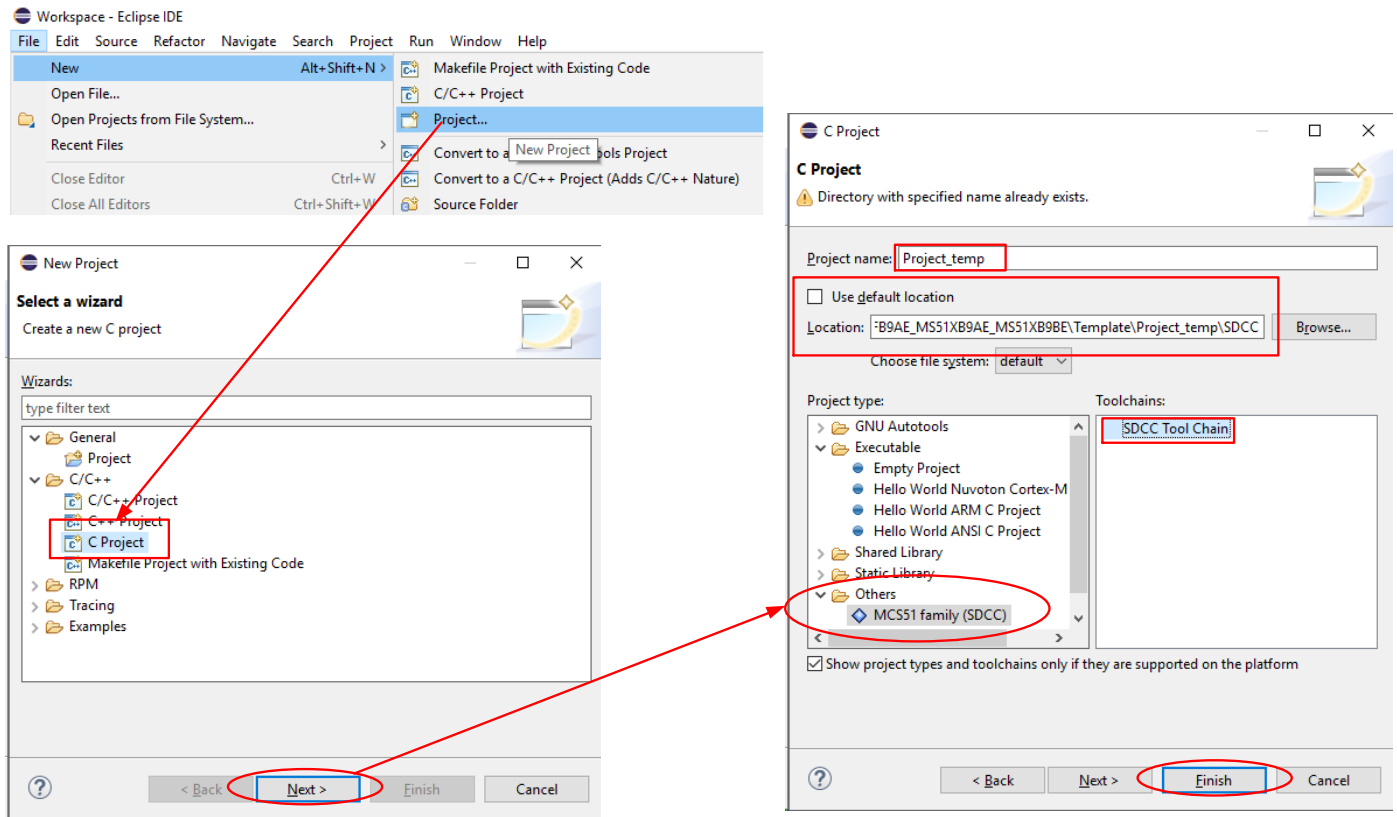 Workspace - Eclipse IDE
File Edit Source Refactor Navigate Search Project Run Window Help
New Alt+Shift+N >
Open File...
Open Projects from File System...
Recent Files >
Close Editor Ctrl+W
Close All Editors Ctrl+Shift+W
Makefile Project with Existing Code
C/C++ Project
Project...
New Project
Convert to a ools Project
Convert to a C/C++ Project (Adds C/C++ Nature)
Source Folder
New Project
Select a wizard
Create a new C project
Wizards:
type filter text
General
Project
C/C++
C/C++ Project
C++ Project
C Project
Makefile Project with Existing Code
RPM
Tracing
Examples
< Back Next > Finish Cancel
C Project
C Project
Directory with specified name already exists.
Project name: Project_temp
Use default location
Location: FB9AE_MS51XB9AE_MS51XB9BE\Template\Project_temp\SDCC Browse...
Choose file system: default
Project type:
GNU Autotools
Executable
Empty Project
Hello World Nuvoton Cortex-M
Hello World ARM C Project
Hello World ANSI C Project
Shared Library
Static Library
Others
MCS51 family (SDCC)
Toolchains:
SDCC Tool Chain
Show project types and toolchains only if they are supported on the platform
< Back Next > Finish Cancel